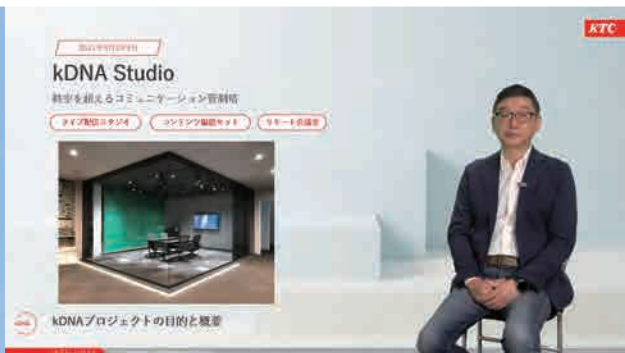 KTC
kDNA Studio
時空を超えるコミュニケーション管制塔
ライブ配信スタジオ
コンテンツ撮影セット
リモート会議室
kDNAプロジェクトの目的と概要